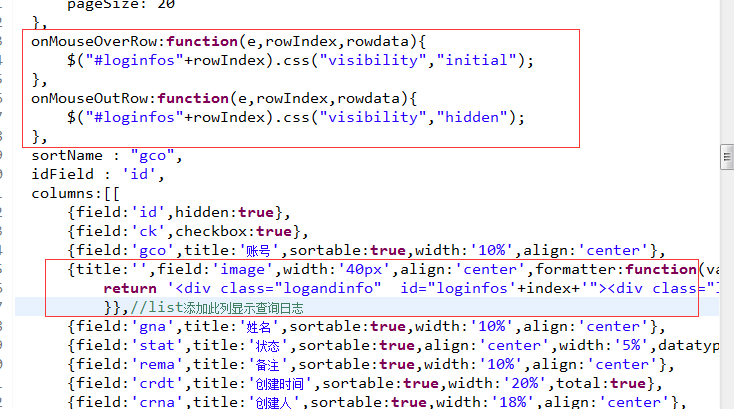 pageSize: 20
},
onMouseOverRow:function(e,rowIndex,rowdata){
$("#loginfos"+rowIndex).css("visibility","initial");
},
onMouseOutRow:function(e,rowIndex,rowdata){
$("#loginfos"+rowIndex).css("visibility","hidden");
},
sortName : "gco",
idField : 'id',
columns:[[
{field:'id',hidden:true},
{field:'ck',checkbox:true},
{field:'gco',title:'账号',sortable:true,width:'10%',align:'center'},
{title:'',field:'image',width:'40px',align:'center',formatter:function(va
return '<div class="logandinfo"  id="loginfos'+index+'"><div class="l
}},//list添加此列显示查询日志
{field:'gna',title:'姓名',sortable:true,width:'10%',align:'center'},
{field:'stat',title:'状态',sortable:true,align:'center',width:'5%',datatyp
{field:'rema',title:'备注',sortable:true,width:'10%',align:'center'},
{field:'crdt',title:'创建时间',sortable:true,width:'20%',total:true},
{field:'crna',title:'创建人',sortable:true,width:'18%',align:'center'},